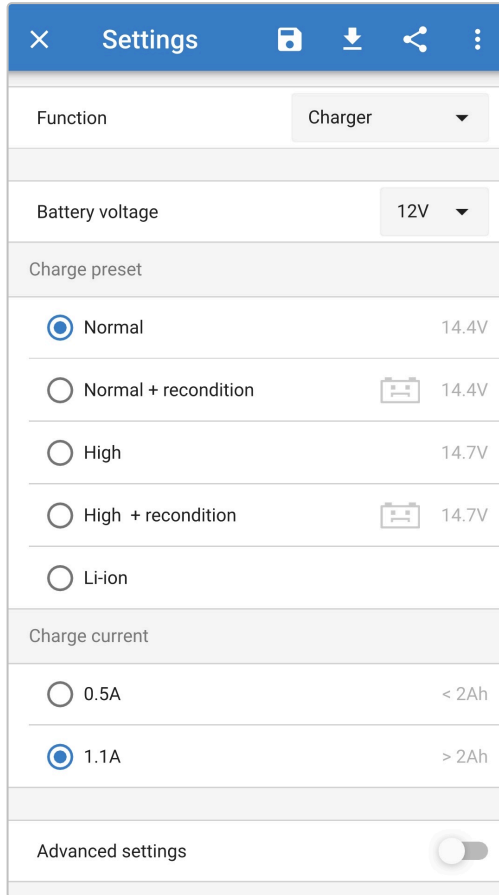 Settings
Function Charger
Battery voltage 12V
Charge preset
Normal 14.4V
Normal + recondition 14.4V
High 14.7V
High + recondition 14.7V
Li-ion
Charge current
0.5A < 2Ah
1.1A > 2Ah
Advanced settings